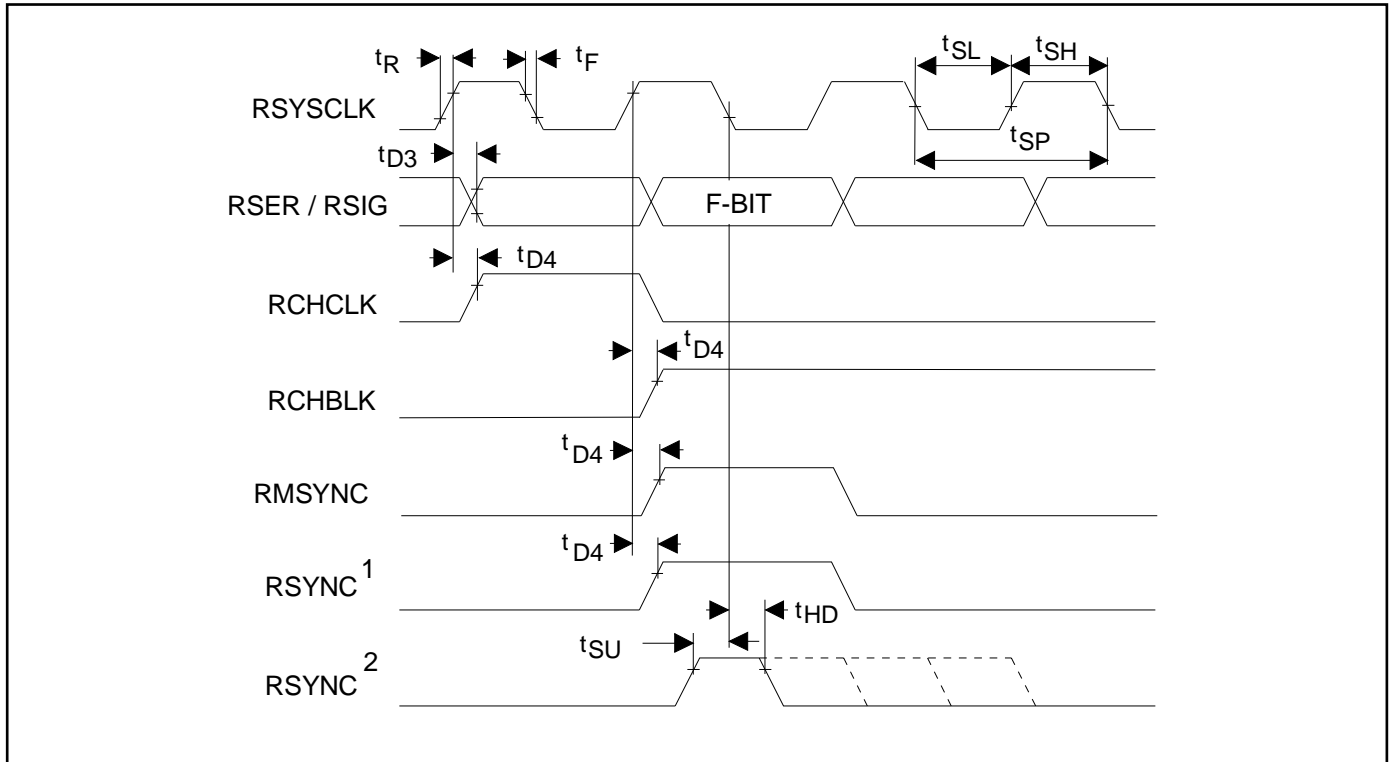 tR
tF
tSL
tSH
RSYSCLK
tSP
tD3
RSER / RSIG
F-BIT
tD4
RCHCLK
tD4
RCHBLK
tD4
RMSYNC
tD4
RSYNC1
tHD
tSU
RSYNC2